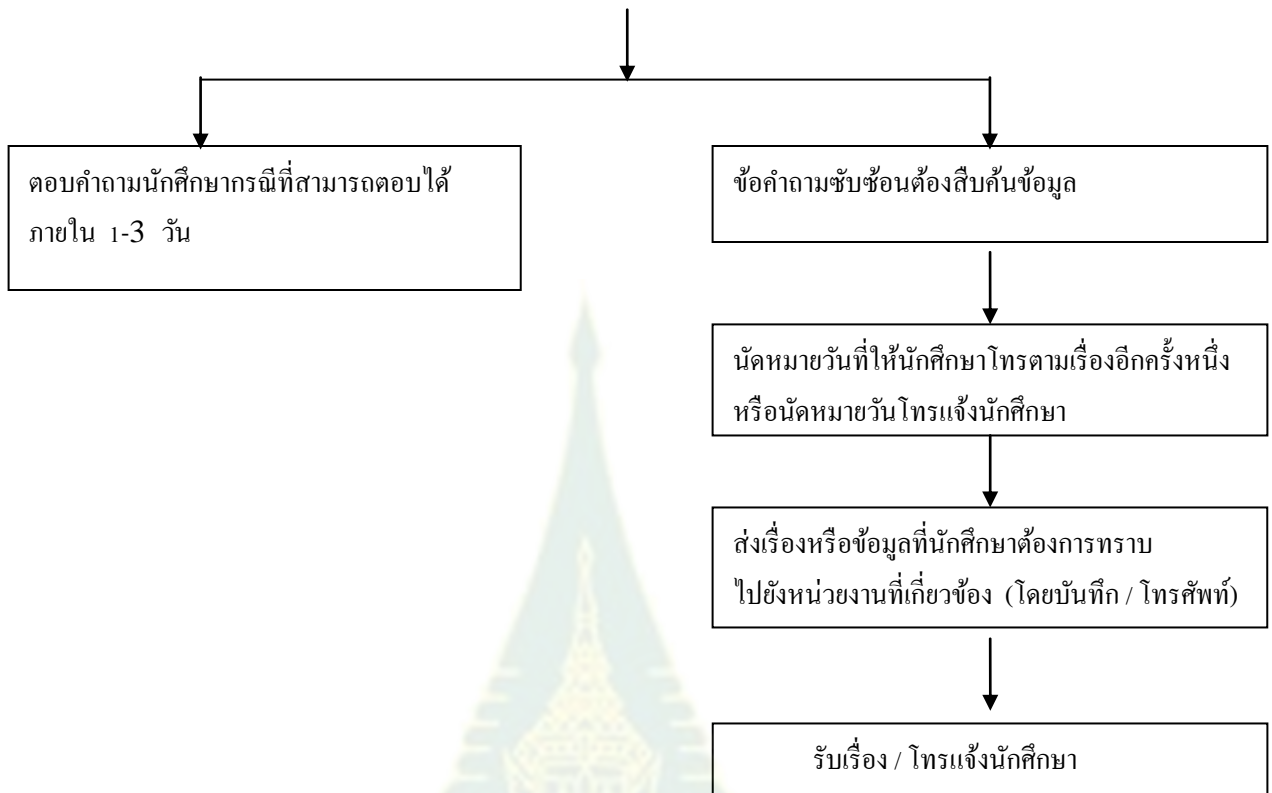 ตอบคำถามนักศึกษากรณีที่สามารถตอบได้
ภายใน 1-3 วัน
ข้อคำถามซับซ้อนต้องสืบค้นข้อมูล
นัดหมายวันที่ให้นักศึกษาโทรตามเรื่องอีกครั้งหนึ่ง
หรือนัดหมายวันโทรแจ้งนักศึกษา
ส่งเรื่องหรือข้อมูลที่นักศึกษาต้องการทราบ
ไปยังหน่วยงานที่เกี่ยวข้อง (โดยบันทึก / โทรศัพท์)
รับเรื่อง / โทรแจ้งนักศึกษา